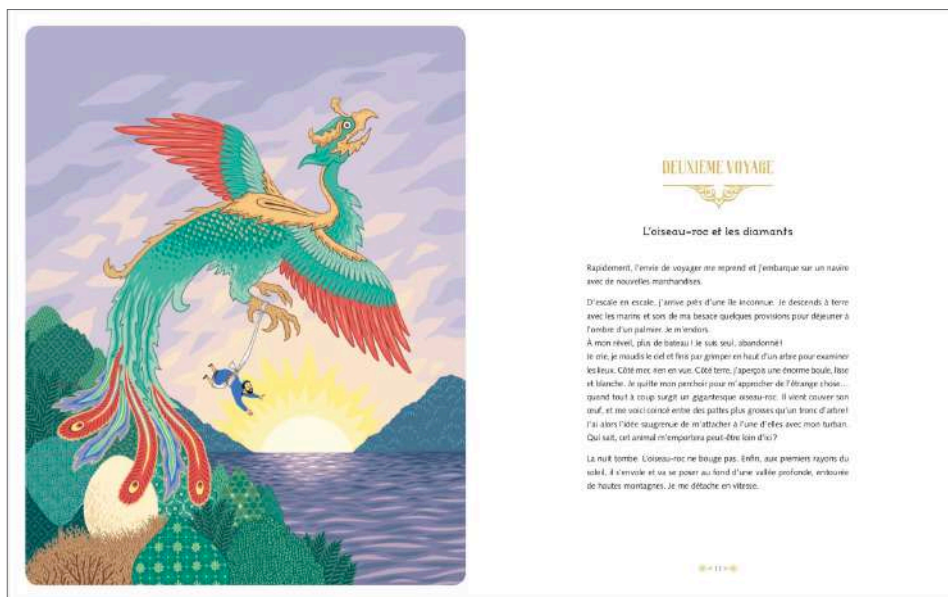 DEUXIÈME VOYAGE
L'oiseau-roc et les diamants
Rapidement, l'envie de voyager me reprend et j'embarque sur un navire
avec de nouvelles marchandises.
D'escale en escale, j'arrive près d'une île inconnue. Je descends à terre
avec les marins et sors de ma besace quelques provisions pour déjeuner à
l'ombre d'un palmier. Je m'endors.
À mon réveil, plus de bateau ! Je suis seul, abandonné !
Je crie, je maudis le ciel et finis par grimper en haut d'un arbre pour examiner
les lieux. Côté mer, rien en vue. Côté terre, j'aperçois une énorme boule, lisse
et blanche. Je quitte mon perchoir pour m'approcher de l'étrange chose…
quand tout à coup surgit un gigantesque oiseau-roc. Il vient couver son
œuf, et me voici coincé entre des pattes plus grosses qu'un tronc d'arbre !
J'ai alors l'idée saugrenue de m'attacher à l'une d'elles avec mon turban.
Qui sait, cet animal m'emportera peut-être loin d'ici ?
La nuit tombe. L'oiseau-roc ne bouge pas. Enfin, aux premiers rayons du
soleil, il s'envole et va se poser au fond d'une vallée profonde, entourée
de hautes montagnes. Je me détache en vitesse.
11